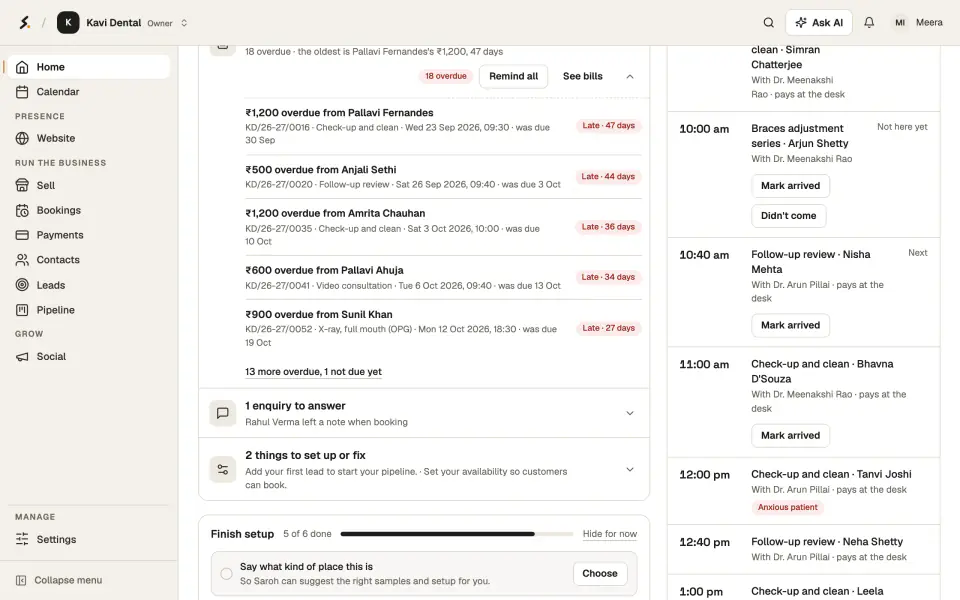 /
K
Kavi Dental Owner
Ask AI
MI
Meera
Home
Calendar
PRESENCE
Website
RUN THE BUSINESS
Sell
Bookings
Payments
Contacts
Leads
Pipeline
GROW
Social
MANAGE
Settings
Collapse menu
18 overdue · the oldest is Pallavi Fernandes's ₹1,200, 47 days
18 overdue
Remind all
See bills
₹1,200 overdue from Pallavi Fernandes
KD/26-27/0016 · Check-up and clean · Wed 23 Sep 2026, 09:30 · was due
30 Sep
Late · 47 days
₹500 overdue from Anjali Sethi
KD/26-27/0020 · Follow-up review · Sat 26 Sep 2026, 09:40 · was due 3 Oct
Late · 44 days
₹1,200 overdue from Amrita Chauhan
KD/26-27/0035 · Check-up and clean · Sat 3 Oct 2026, 10:00 · was due
10 Oct
Late · 36 days
₹600 overdue from Pallavi Ahuja
KD/26-27/0041 · Video consultation · Tue 6 Oct 2026, 09:40 · was due 13 Oct
Late · 34 days
₹900 overdue from Sunil Khan
KD/26-27/0052 · X-ray, full mouth (OPG) · Mon 12 Oct 2026, 18:30 · was due
19 Oct
Late · 27 days
13 more overdue, 1 not due yet
1 enquiry to answer
Rahul Verma left a note when booking
2 things to set up or fix
Add your first lead to start your pipeline. · Set your availability so customers
can book.
Finish setup 5 of 6 done
Hide for now
Say what kind of place this is
So Saroh can suggest the right samples and setup for you.
Choose
clean · Simran
Chatterjee
With Dr. Meenakshi
Rao · pays at the desk
10:00 am
Braces adjustment
series · Arjun Shetty
With Dr. Meenakshi Rao
Not here yet
Mark arrived
Didn't come
10:40 am
Follow-up review · Nisha
Mehta
With Dr. Arun Pillai · pays at the
desk
Next
Mark arrived
11:00 am
Check-up and clean · Bhavna
D'Souza
With Dr. Meenakshi Rao · pays at the
desk
Mark arrived
12:00 pm
Check-up and clean · Tanvi Joshi
With Dr. Arun Pillai · pays at the desk
Anxious patient
12:40 pm
Follow-up review · Neha Shetty
With Dr. Arun Pillai · pays at the desk
1:00 pm
Check-up and clean · Leela